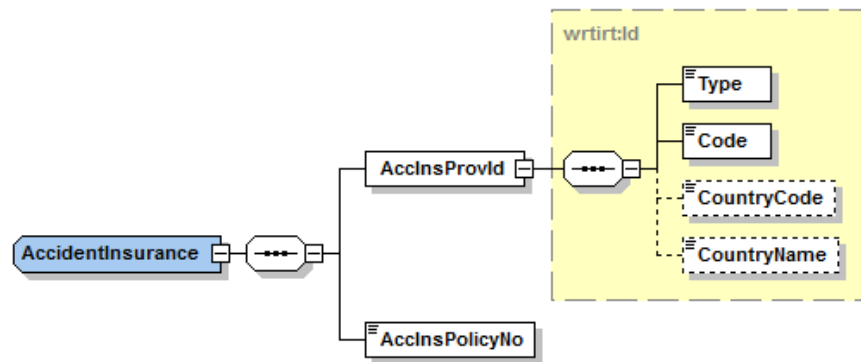 wrtirt:Id
Type
Code
AccInsProvId
CountryCode
CountryName
AccidentInsurance
AccInsPolicyNo